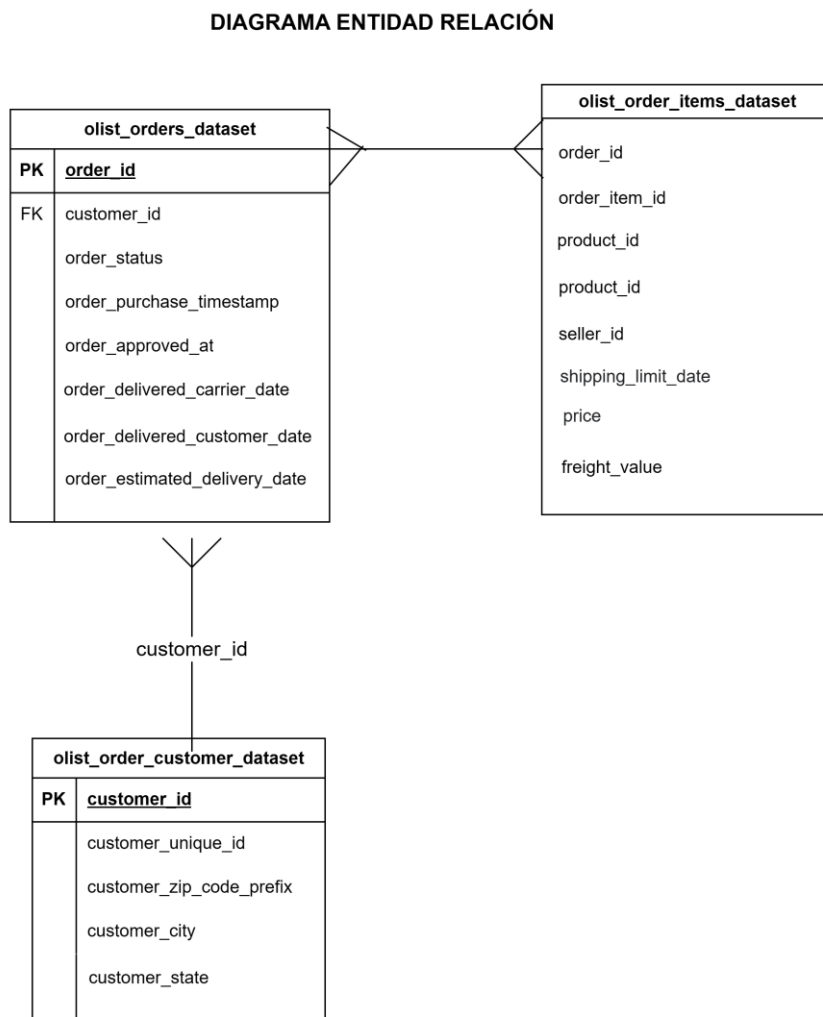 DIAGRAMA ENTIDAD RELACIÓN
olist_orders_dataset
PK order_id
FK customer_id
order_status
order_purchase_timestamp
order_approved_at
order_delivered_carrier_date
order_delivered_customer_date
order_estimated_delivery_date
olist_order_items_dataset
order_id
order_item_id
product_id
product_id
seller_id
shipping_limit_date
price
freight_value
customer_id
olist_order_customer_dataset
PK customer_id
customer_unique_id
customer_zip_code_prefix
customer_city
customer_state